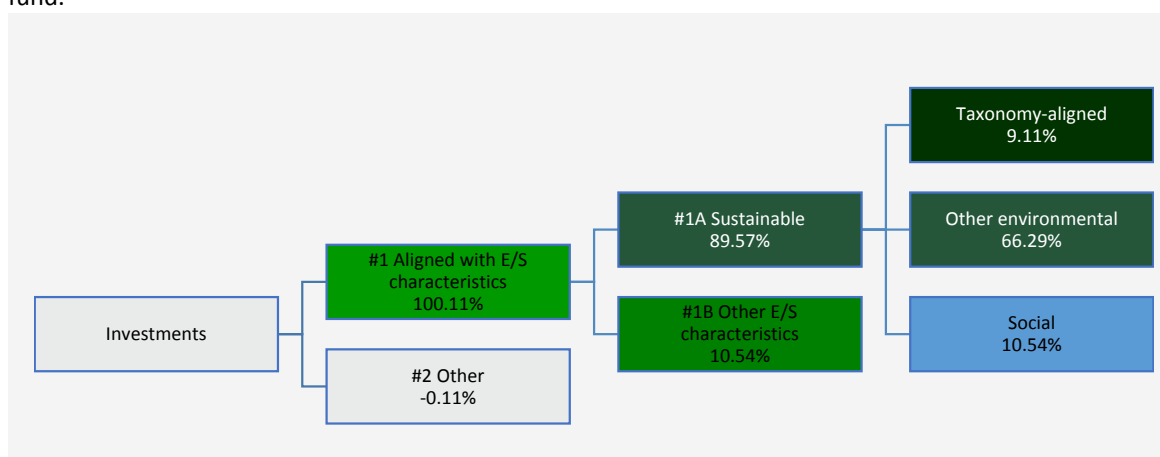 fund.
Taxonomy-aligned
9.11%
#1A Sustainable
89.57%
Other environmental
66.29%
#1 Aligned with E/S
characteristics
100.11%
#1B Other E/S
characteristics
10.54%
Social
10.54%
Investments
#2 Other
-0.11%